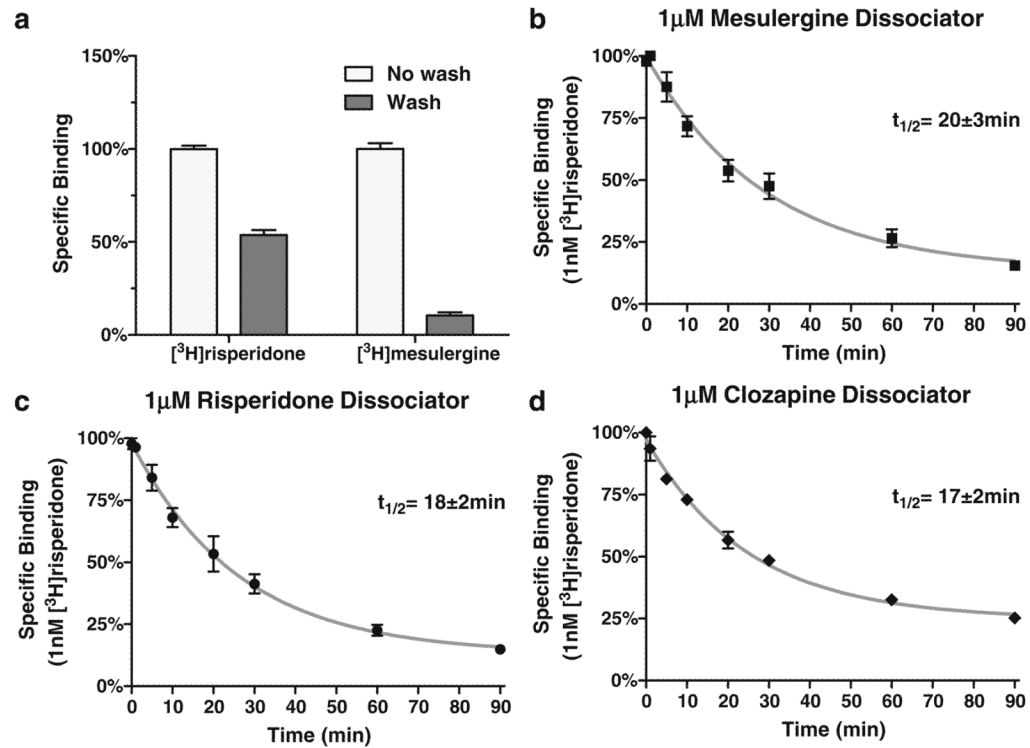 a
150%
100%
50%
0%
Specific Binding
No wash
Wash
[³H]risperidone
[³H]mesulergine
b
1µM Mesulergine Dissociator
100%
75%
50%
25%
0%
Specific Binding
(1nM [³H]risperidone)
t1/2= 20±3min
0 10 20 30 40 50 60 70 80 90
Time (min)
c
1µM Risperidone Dissociator
100%
75%
50%
25%
0%
Specific Binding
(1nM [³H]risperidone)
t1/2= 18±2min
0 10 20 30 40 50 60 70 80 90
Time (min)
d
1µM Clozapine Dissociator
100%
75%
50%
25%
0%
Specific Binding
(1nM [³H]risperidone)
t1/2= 17±2min
0 10 20 30 40 50 60 70 80 90
Time (min)